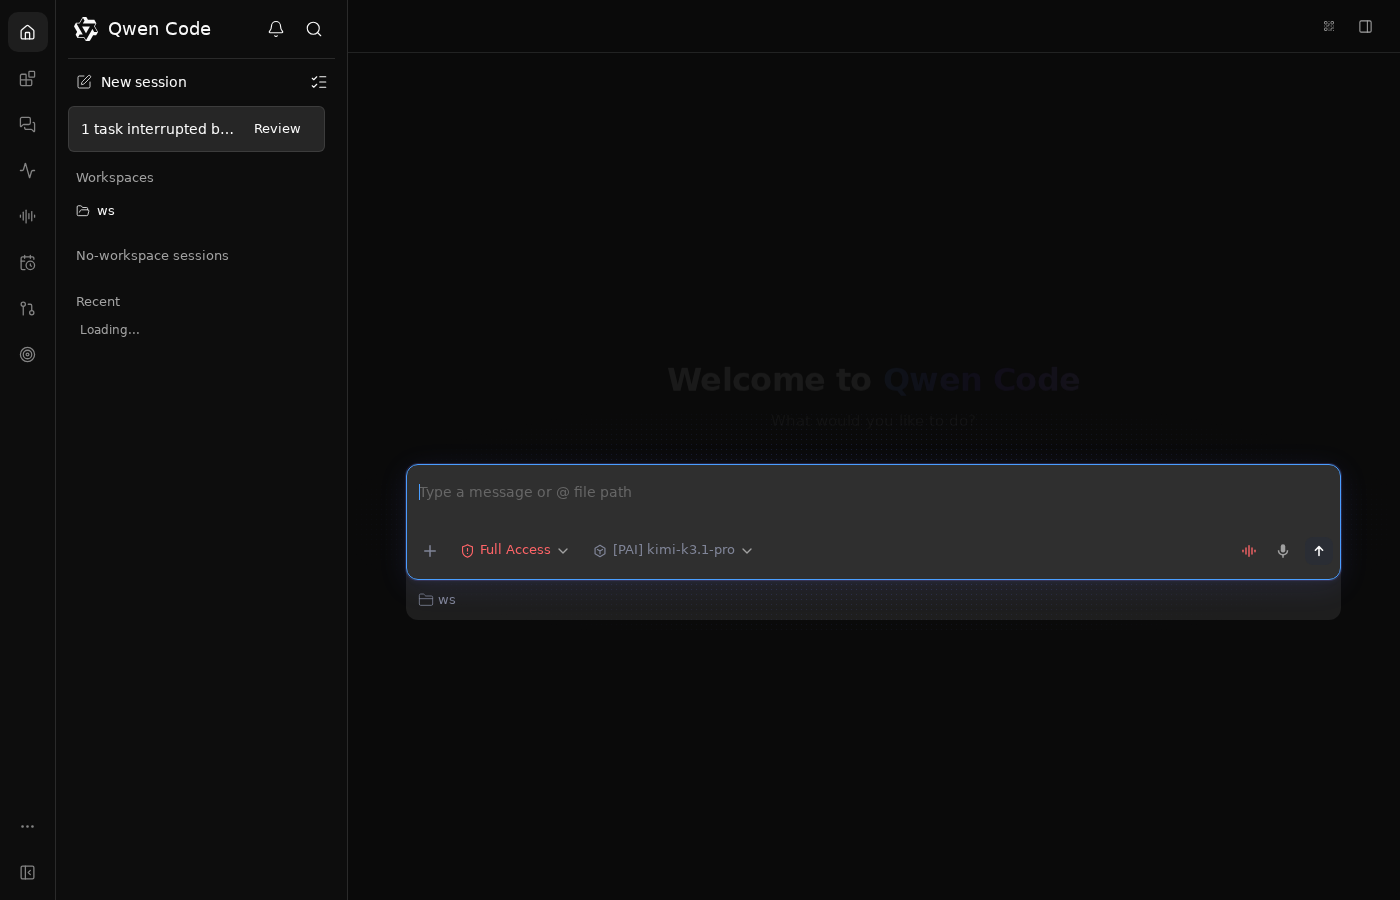 Qwen Code
New session
1 task interrupted b... Review
Workspaces
ws
No-workspace sessions
Recent
Loading...
Welcome to Qwen Code
What would you like to do?
Type a message or @ file path
Full Access [PAI] kimi-k3.1-pro
ws